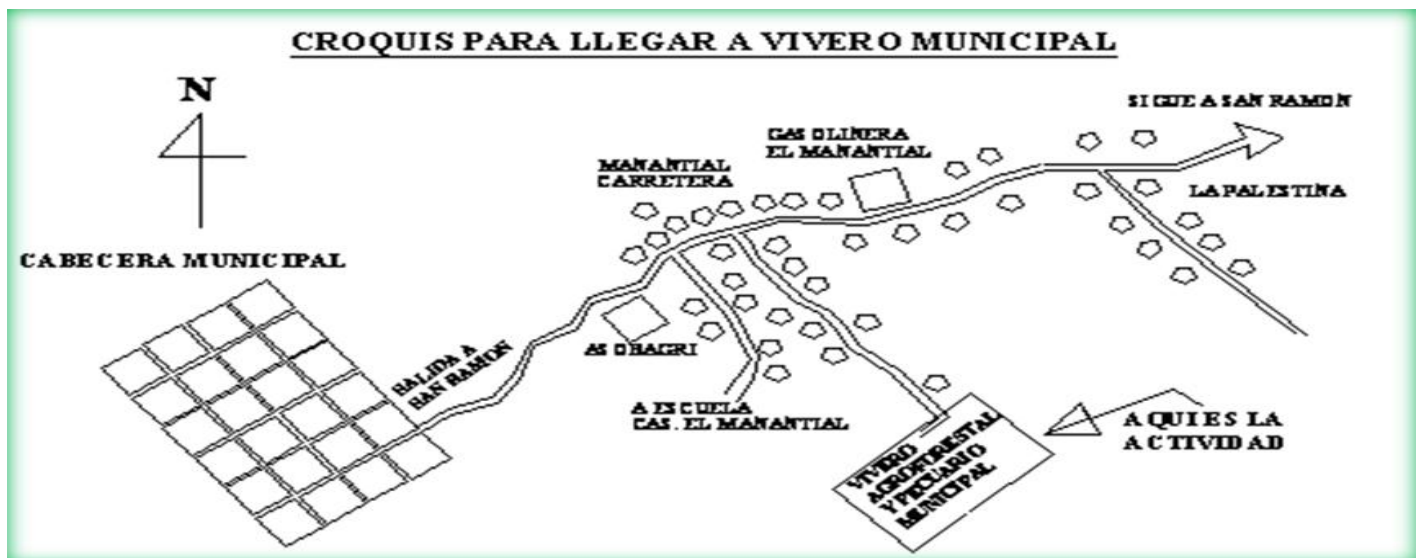 CROQUIS PARA LLEGAR A VIVERO MUNICIPAL
N
SIGUE A SAN RAMON
GASOLINERA
EL MANANTIAL
MANANTIAL
CARRETERA
LA PALESTINA
CABECERA MUNICIPAL
SALIDA A
SAN RAMON
ASOBAGRI
A ESCUELA
CAS. EL MANANTIAL
AQUI ES LA
ACTIVIDAD
VIVERO
AGROFORESTAL
Y PECUARIO
MUNICIPAL